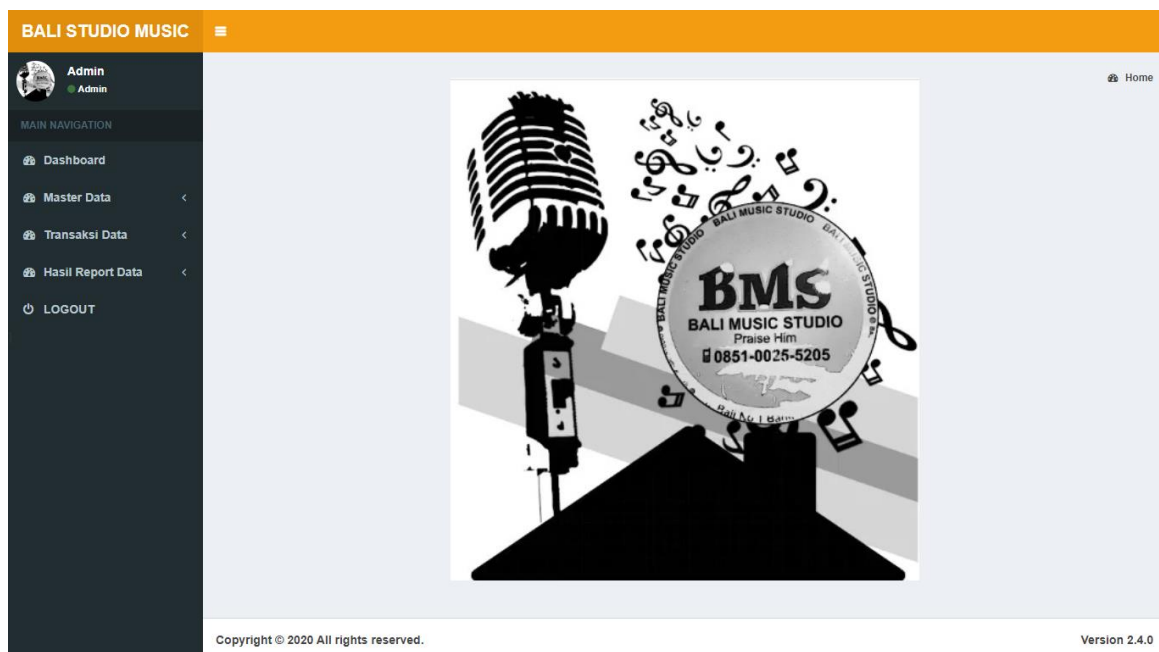 BALI STUDIO MUSIC
Admin
Admin
Home
MAIN NAVIGATION
Dashboard
Master Data
Transaksi Data
Hasil Report Data
LOGOUT
BALI MUSIC STUDIO
BMS
BALI MUSIC STUDIO
Praise Him
0851-0025-5205
Copyright © 2020 All rights reserved.
Version 2.4.0